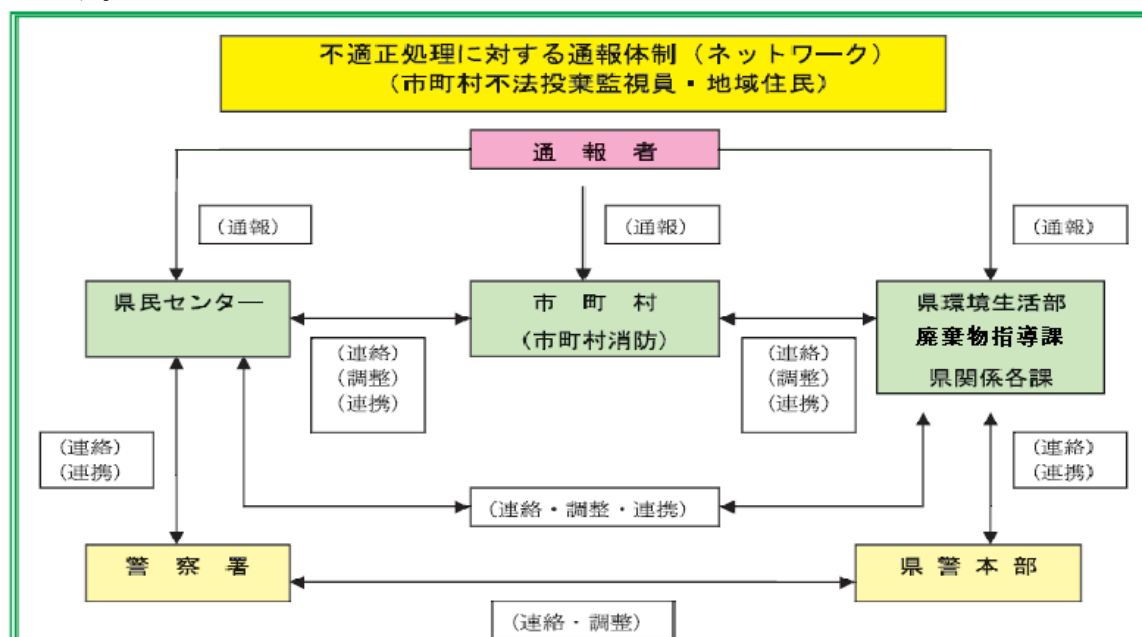 不適正処理に対する通報体制（ネットワーク）
（市町村不法投棄監視員・地域住民）
通報者
（通報）
（通報）
（通報）
県民センター
市町村
（市町村消防）
県環境生活部
廃棄物指導課
県関係各課
（連絡）
（調整）
（連携）
（連絡）
（調整）
（連携）
（連絡）
（連携）
（連絡）
（連携）
（連絡・調整・連携）
警察署
県警本部
（連絡・調整）